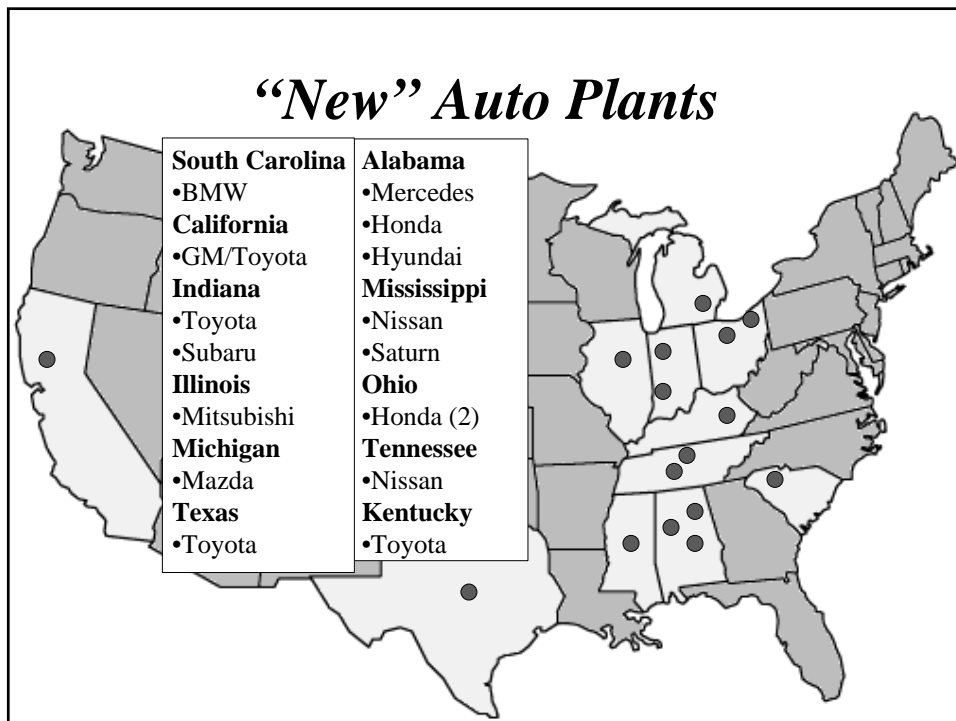 “New” Auto Plants
South Carolina
•BMW
California
•GM/Toyota
Indiana
•Toyota
•Subaru
Illinois
•Mitsubishi
Michigan
•Mazda
Texas
•Toyota
Alabama
•Mercedes
•Honda
•Hyundai
Mississippi
•Nissan
•Saturn
Ohio
•Honda (2)
Tennessee
•Nissan
Kentucky
•Toyota